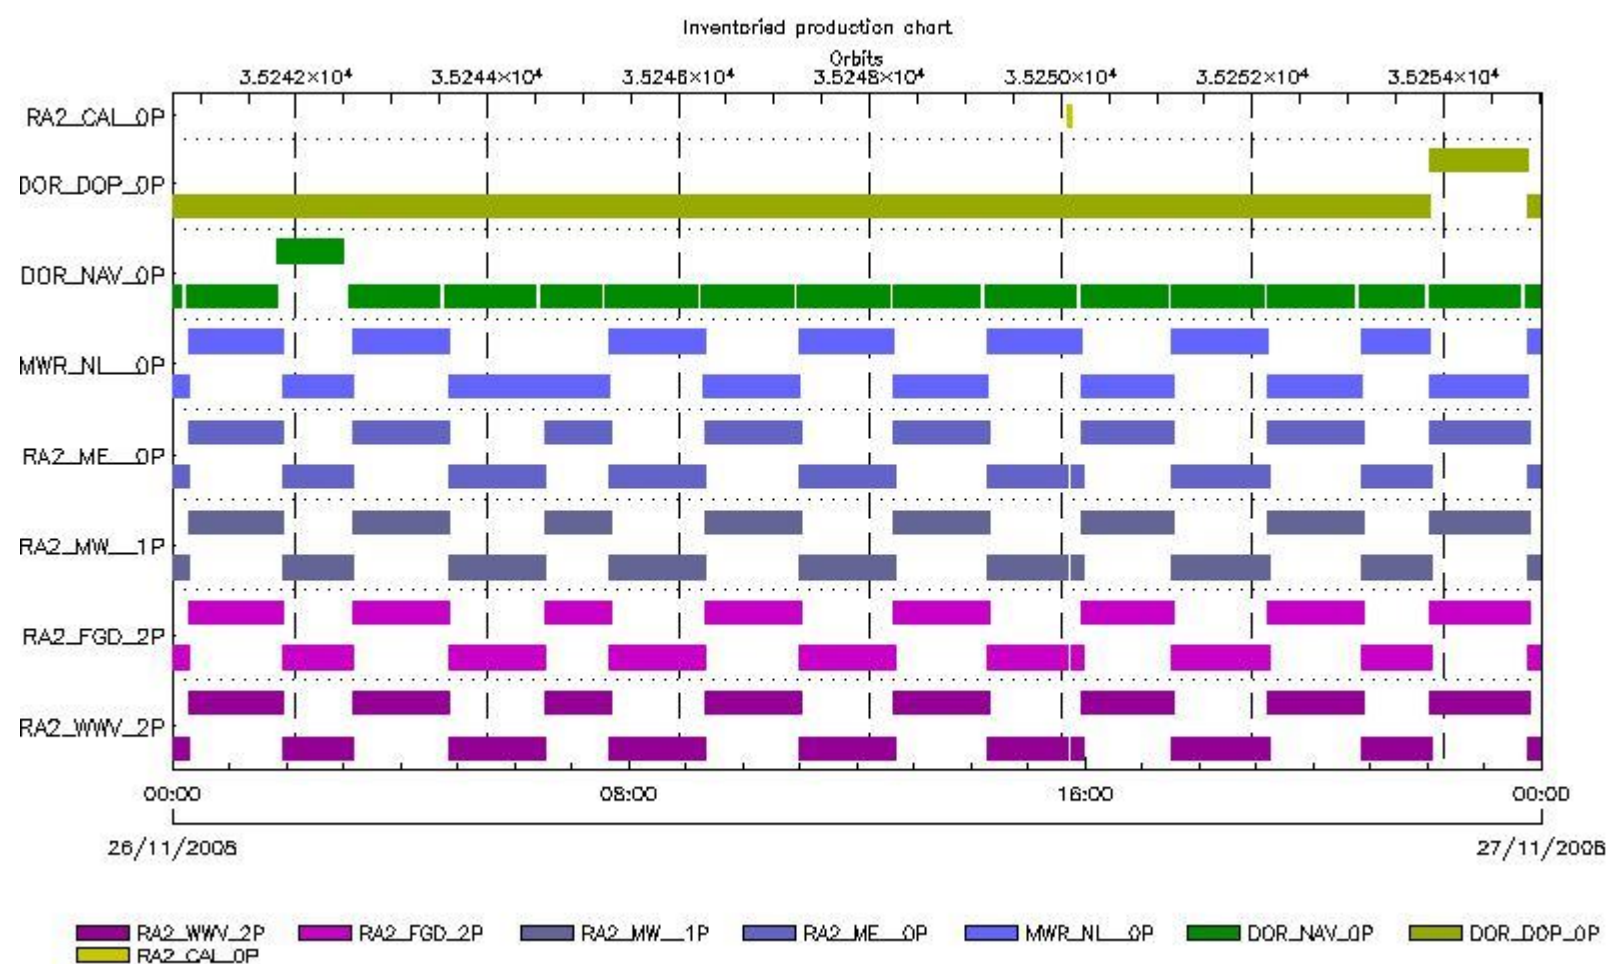 Inventoried production chart
Orbits
3.5242×10⁴ 3.5244×10⁴ 3.5246×10⁴ 3.5248×10⁴ 3.5250×10⁴ 3.5252×10⁴ 3.5254×10⁴
RA2_CAL_0P
DOR_DOP_0P
DOR_NAV_0P
MWR_NL__0P
RA2_ME__0P
RA2_MW__1P
RA2_FGD_2P
RA2_WWV_2P
00:00 08:00 16:00 00:00
26/11/2008 27/11/2008
RA2_WWV_2P RA2_FGD_2P RA2_MW__1P RA2_ME__0P MWR_NL__0P DOR_NAV_0P DOR_DOP_0P
RA2_CAL_0P